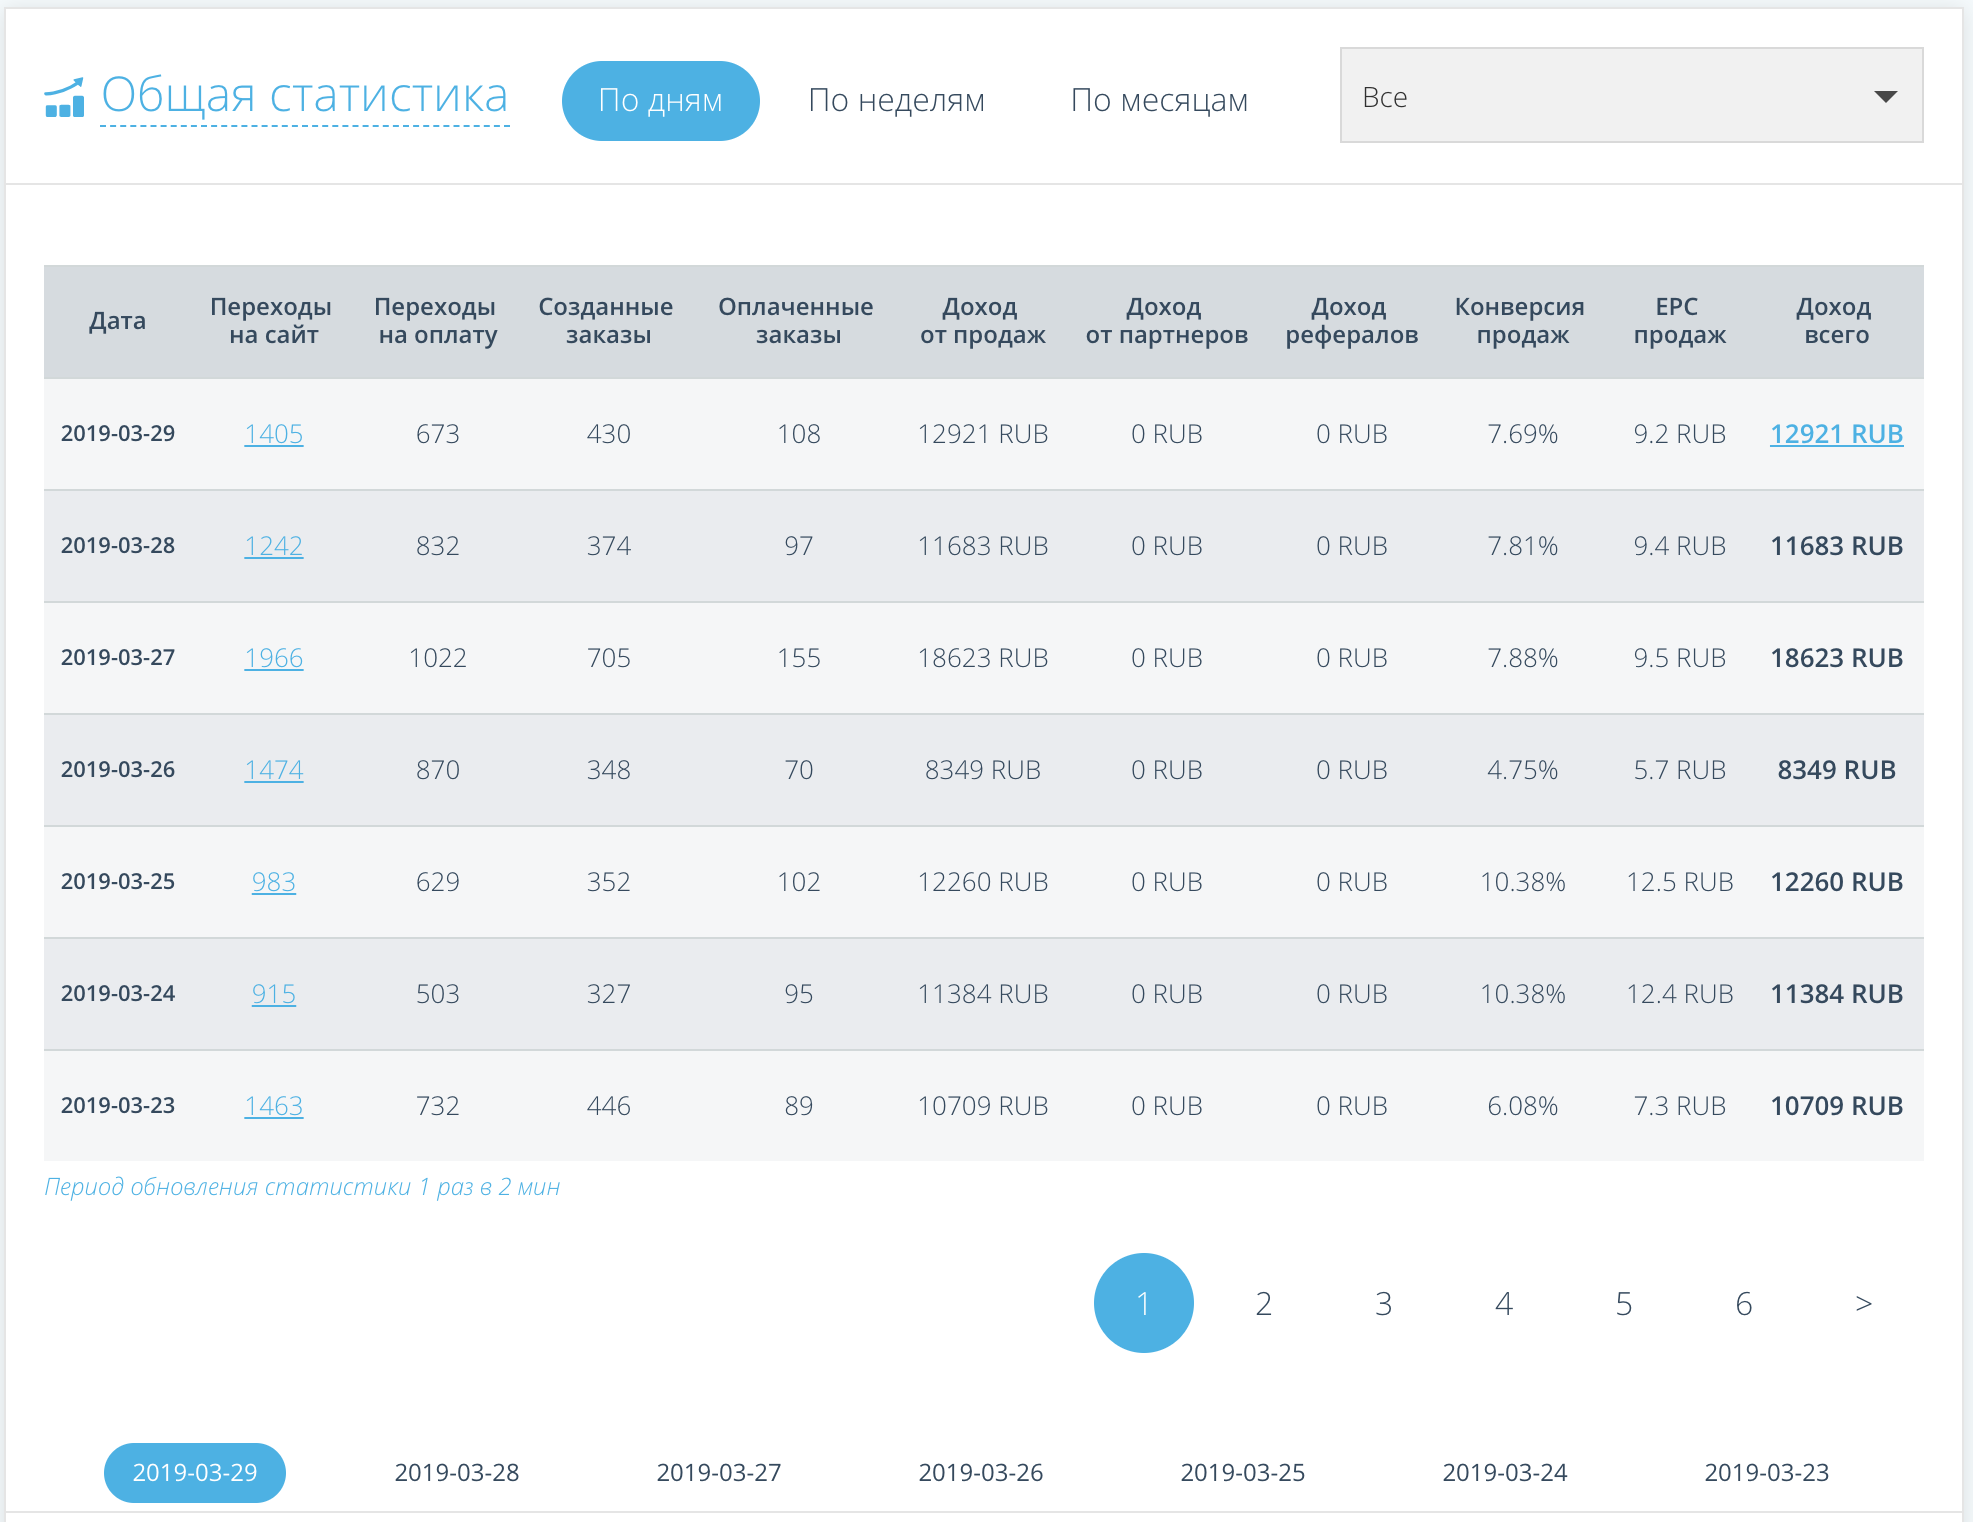 Общая статистика По дням По неделям По месяцам Все
Дата Переходы на сайт Переходы на оплату Созданные заказы Оплаченные заказы Доход от продаж Доход от партнеров Доход рефералов Конверсия продаж EPC продаж Доход всего
2019-03-29 1405 673 430 108 12921 RUB 0 RUB 0 RUB 7.69% 9.2 RUB 12921 RUB
2019-03-28 1242 832 374 97 11683 RUB 0 RUB 0 RUB 7.81% 9.4 RUB 11683 RUB
2019-03-27 1966 1022 705 155 18623 RUB 0 RUB 0 RUB 7.88% 9.5 RUB 18623 RUB
2019-03-26 1474 870 348 70 8349 RUB 0 RUB 0 RUB 4.75% 5.7 RUB 8349 RUB
2019-03-25 983 629 352 102 12260 RUB 0 RUB 0 RUB 10.38% 12.5 RUB 12260 RUB
2019-03-24 915 503 327 95 11384 RUB 0 RUB 0 RUB 10.38% 12.4 RUB 11384 RUB
2019-03-23 1463 732 446 89 10709 RUB 0 RUB 0 RUB 6.08% 7.3 RUB 10709 RUB
Период обновления статистики 1 раз в 2 мин
1 2 3 4 5 6 >
2019-03-29 2019-03-28 2019-03-27 2019-03-26 2019-03-25 2019-03-24 2019-03-23